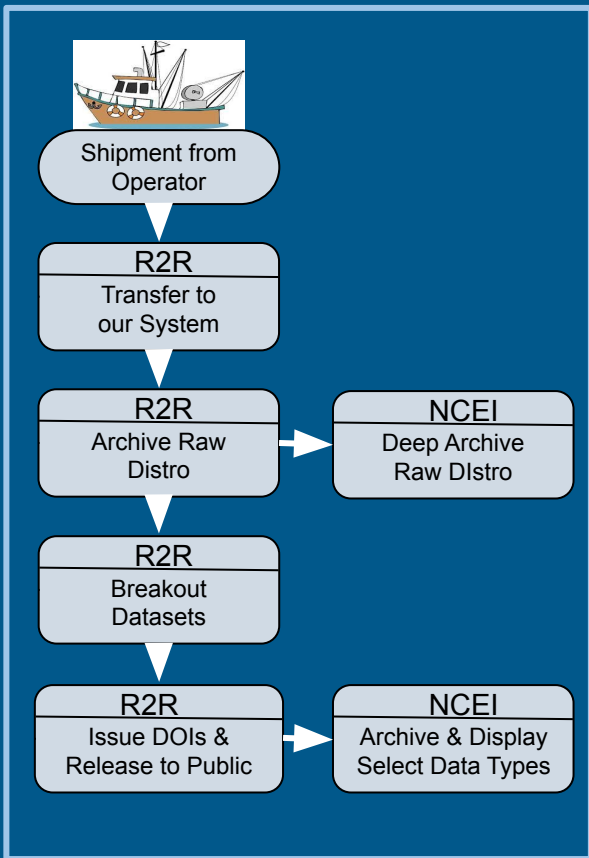 Shipment from
Operator
R2R
Transfer to
our System
R2R
Archive Raw
Distro
NCEI
Deep Archive
Raw DIstro
R2R
Breakout
Datasets
R2R
Issue DOIs &
Release to Public
NCEI
Archive & Display
Select Data Types